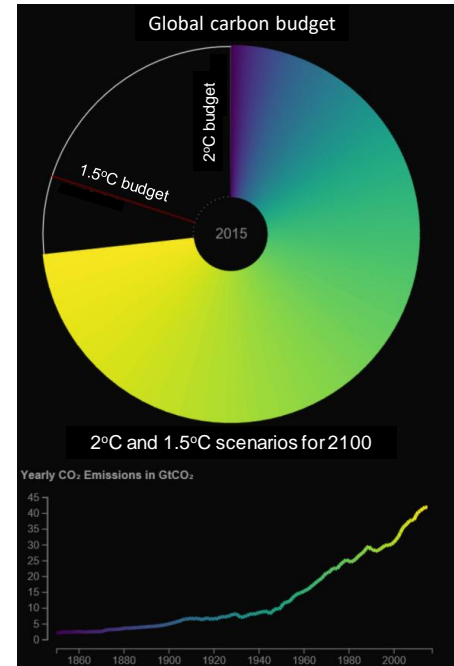 Global carbon budget
2°C budget
1.5°C budget
2015
2°C and 1.5°C scenarios for 2100
Yearly CO₂ Emissions in GtCO₂
45
40
35
30
25
20
15
10
5
0
1860 1880 1900 1920 1940 1960 1980 2000